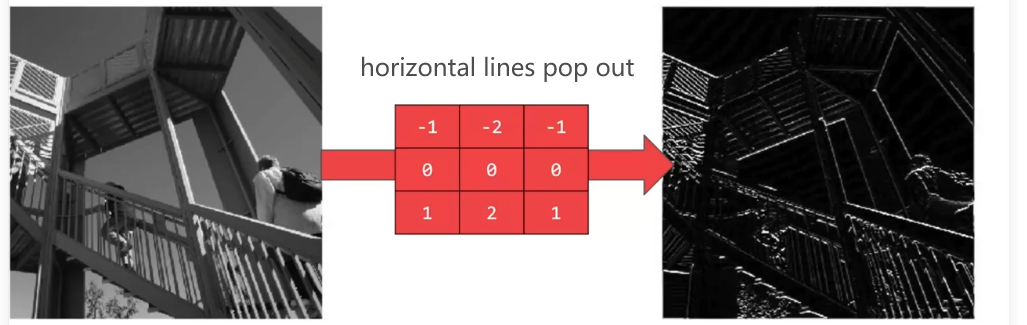 horizontal lines pop out
-1 -2 -1
0 0 0
1 2 1